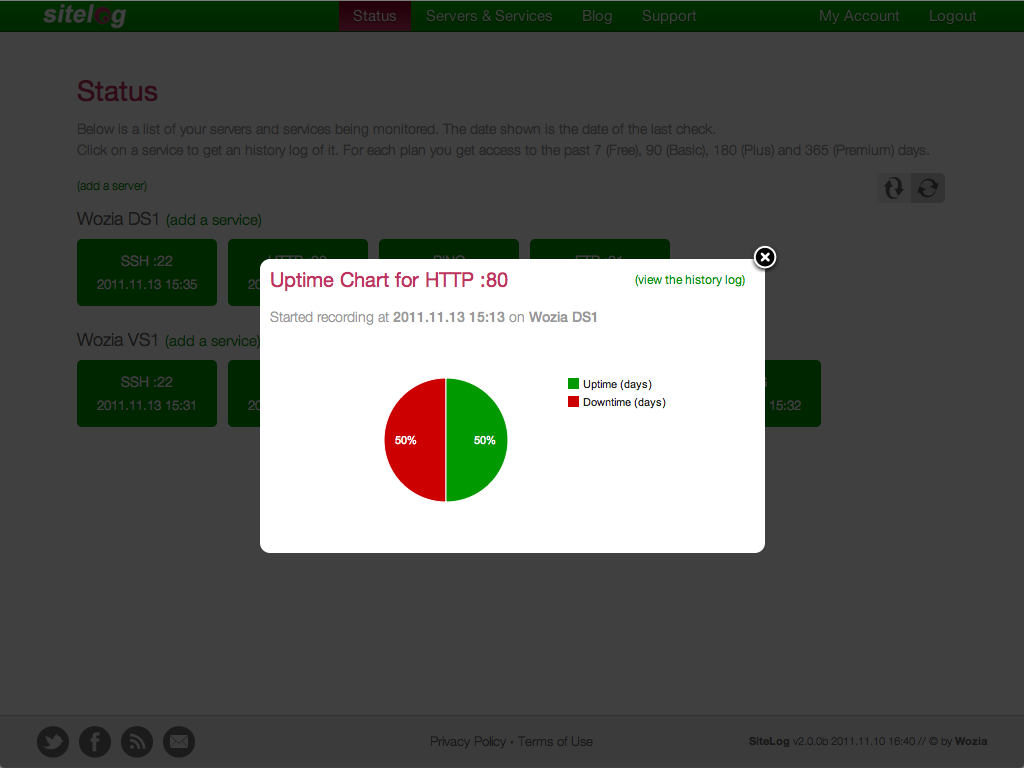 sitelog Status Servers & Services Blog Support My Account Logout
Status
Below is a list of your servers and services being monitored. The date shown is the date of the last check.
Click on a service to get an history log of it. For each plan you get access to the past 7 (Free), 90 (Basic), 180 (Plus) and 365 (Premium) days.
(add a server)
Wozia DS1 (add a service)
SSH :22
2011.11.13 15:35
Uptime Chart for HTTP :80 (view the history log)
Started recording at 2011.11.13 15:13 on Wozia DS1
Wozia VS1 (add a service)
SSH :22
2011.11.13 15:31
15:32
Uptime (days)
Downtime (days)
50% 50%
Privacy Policy • Terms of Use
SiteLog v2.0.0b 2011.11.10 16:40 // © by Wozia